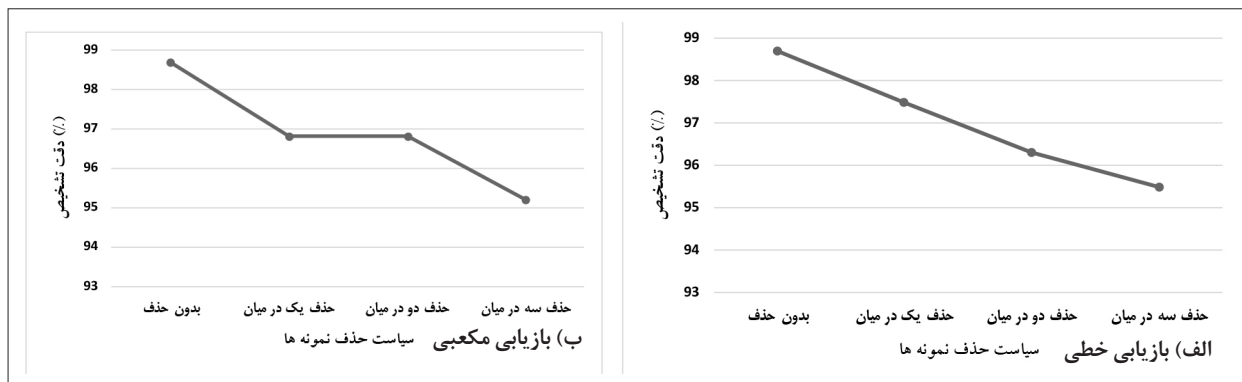 99
98
97
96
95
94
93
دقت تشخیص (%)
بدون حذف
حذف یک در میان
حذف دو در میان
حذف سه در میان
الف) بازیابی خطی سیاست حذف نمونه ها
99
98
97
96
95
94
93
دقت تشخیص (%)
بدون حذف
حذف یک در میان
حذف دو در میان
حذف سه در میان
ب) بازیابی مکعبی سیاست حذف نمونه ها